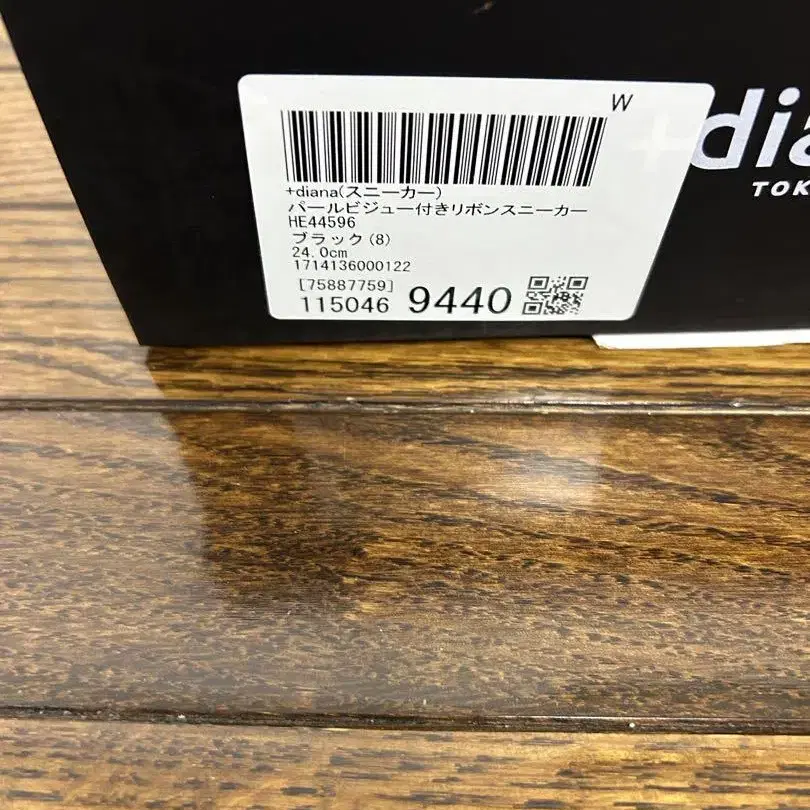 W
+dia
TOK
+diana(スニーカー)
パールビジュー付きリボンスニーカー
HE44596
ブラック(8)
24.0cm
1714136000122
[75887759]
115046 9440